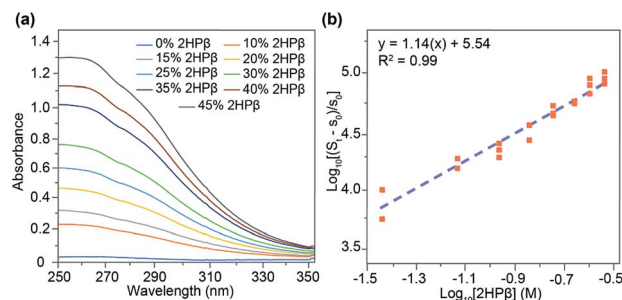 (a)
Absorbance
1.4
1.2
1.0
0.8
0.6
0.4
0.2
0
0% 2HPβ
10% 2HPβ
15% 2HPβ
20% 2HPβ
25% 2HPβ
30% 2HPβ
35% 2HPβ
40% 2HPβ
45% 2HPβ
250
270
290
310
330
350
Wavelength (nm)
(b)
y = 1.14(x) + 5.54
R² = 0.99
Log₁₀[(Sₜ - s₀)/s₀]
5.0
4.5
4.0
3.5
-1.5
-1.3
-1.1
-0.9
-0.7
-0.5
Log₁₀[2HPβ] (M)